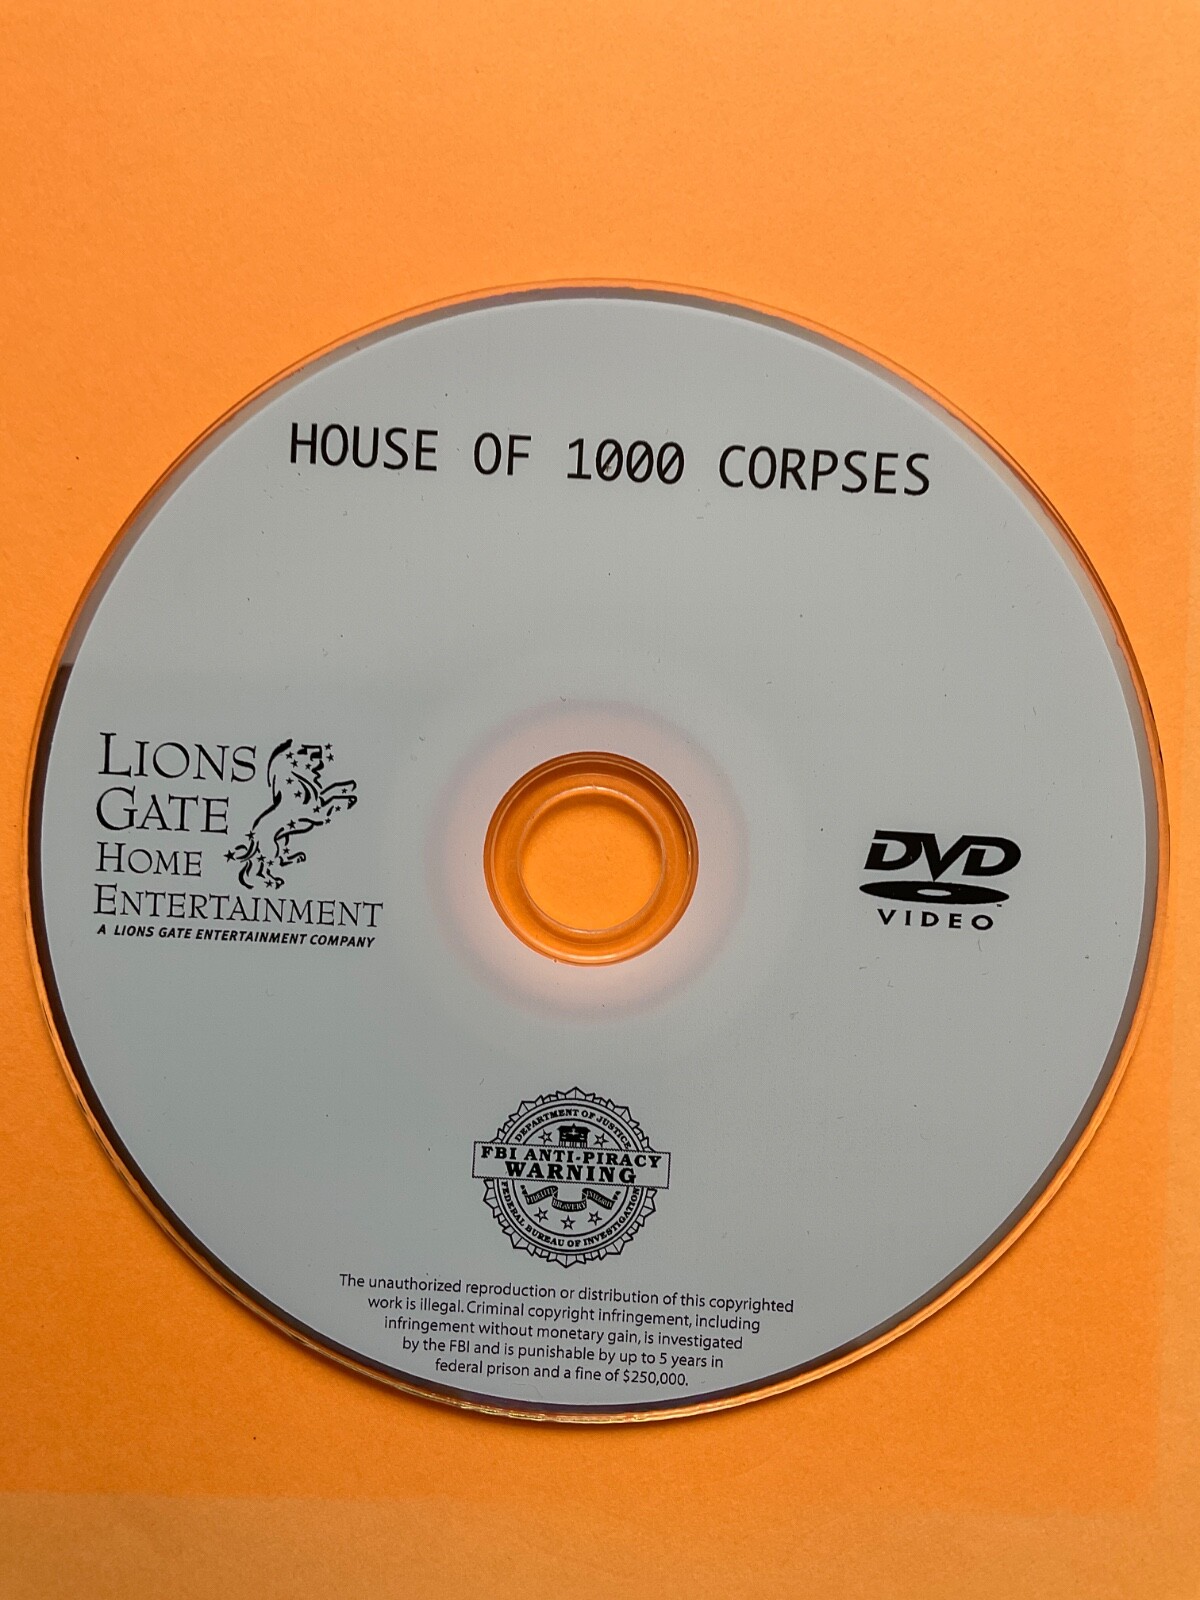 HOUSE OF 1000 CORPSES
LIONS
GATE
HOME
ENTERTAINMENT
A LIONS GATE ENTERTAINMENT COMPANY
DVD
VIDEO
DEPARTMENT OF JUSTICE
FBI ANTI-PIRACY
WARNING
FIDELITY BRAVERY INTEGRITY
FEDERAL BUREAU OF INVESTIGATION
The unauthorized reproduction or distribution of this copyrighted
work is illegal. Criminal copyright infringement, including
infringement without monetary gain, is investigated
by the FBI and is punishable by up to 5 years in
federal prison and a fine of $250,000.